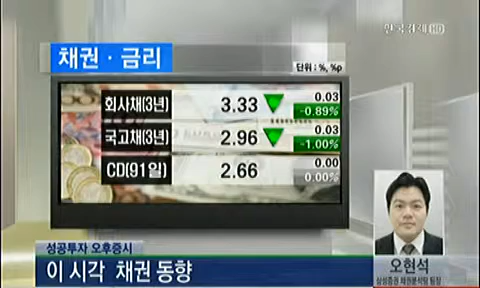 한국경제 HD
채권 · 금리
단위 : %, %p
회사채(3년) 3.33 0.03
-0.89%
국고채(3년) 2.96 0.03
-1.00%
CD(91일) 2.66 0.00
0.00%
성공투자 오후증시
이 시각 채권 동향
오현석
삼성증권 채권분석팀 팀장